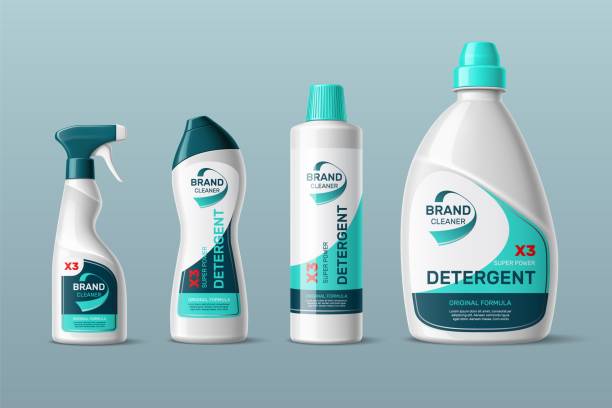 X3
BRAND
CLEANER
ORIGINAL FORMULA
BRAND
CLEANER
X3
SUPER POWER
DETERGENT
ORIGINAL FORMULA
BRAND
CLEANER
X3
SUPER POWER
DETERGENT
ORIGINAL FORMULA
BRAND
CLEANER
X3
SUPER POWER
DETERGENT
ORIGINAL FORMULA